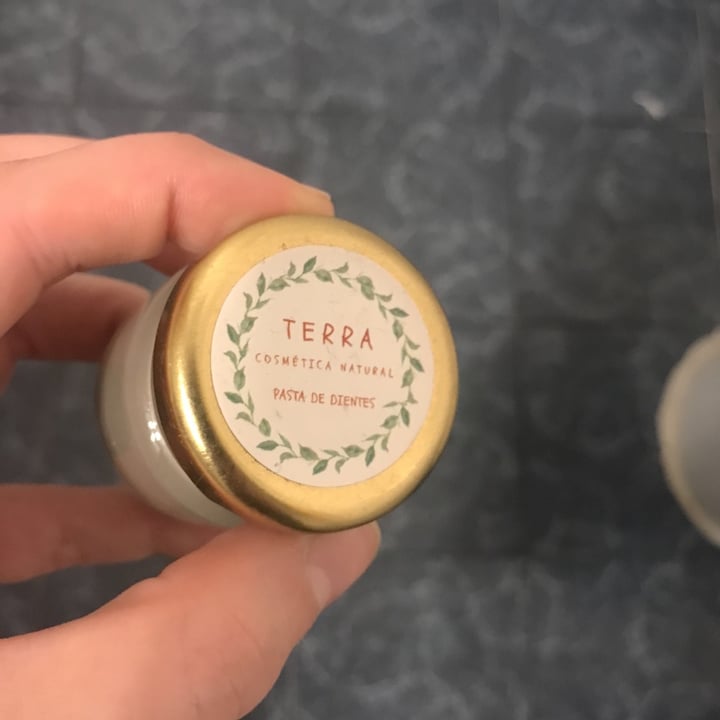 TERRA
COSMÉTICA NATURAL
PASTA DE DIENTES